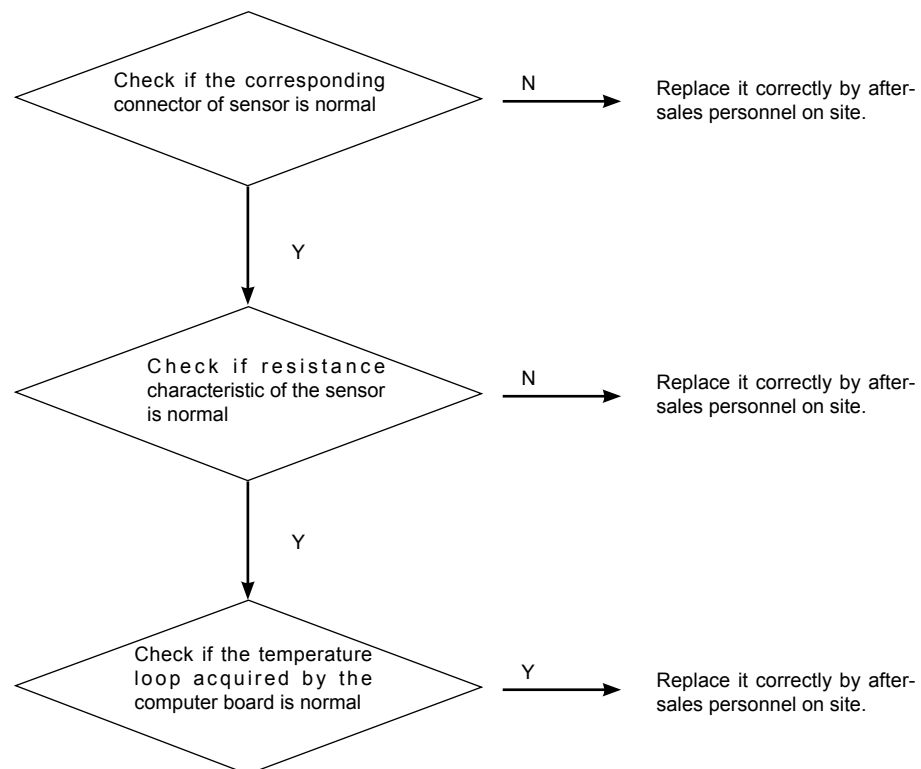 Check if the corresponding
connector of sensor is normal
N
Replace it correctly by after-
sales personnel on site.
Y
Check if resistance
characteristic of the sensor
is normal
N
Replace it correctly by after-
sales personnel on site.
Y
Check if the temperature
loop acquired by the
computer board is normal
Y
Replace it correctly by after-
sales personnel on site.